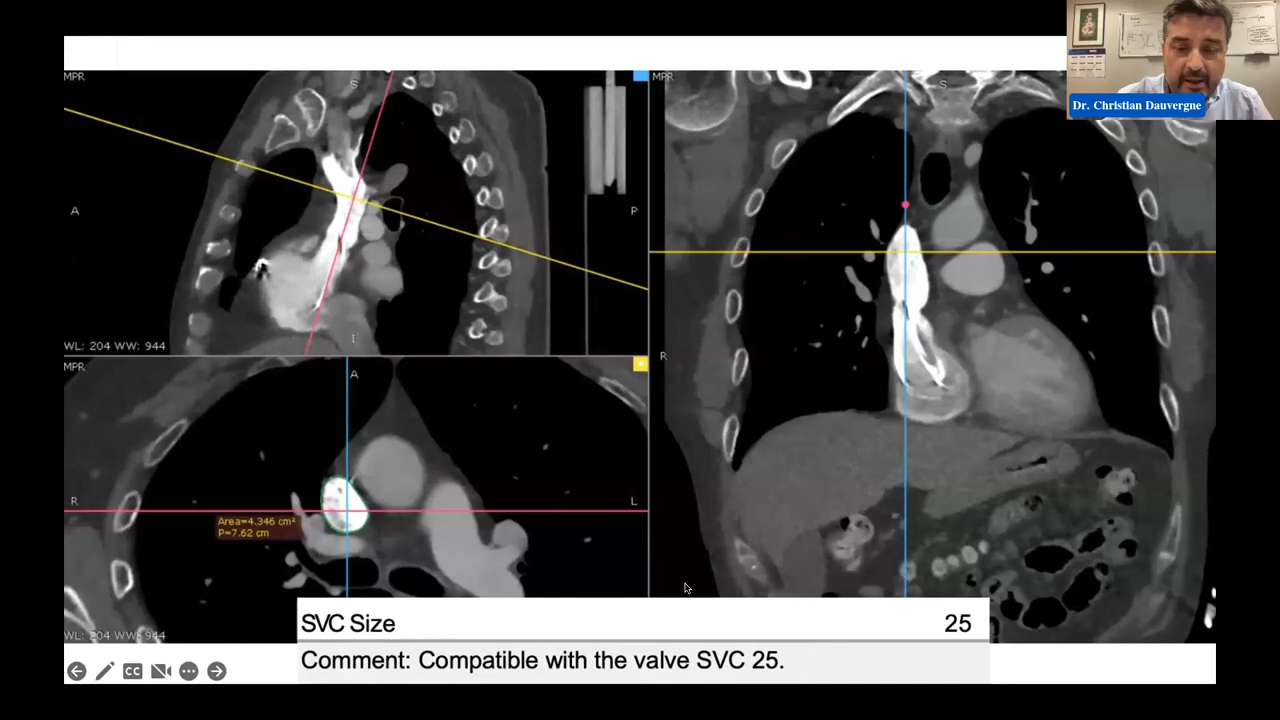 Dr. Christian Dauvergne
MPR
S
A
P
I
WL: 204 WW: 944
MPR
S
R
MPR
A
R
L
Area=4.346 cm²
P=7.62 cm
WL: 204 WW: 944
SVC Size 25
Comment: Compatible with the valve SVC 25.
CC